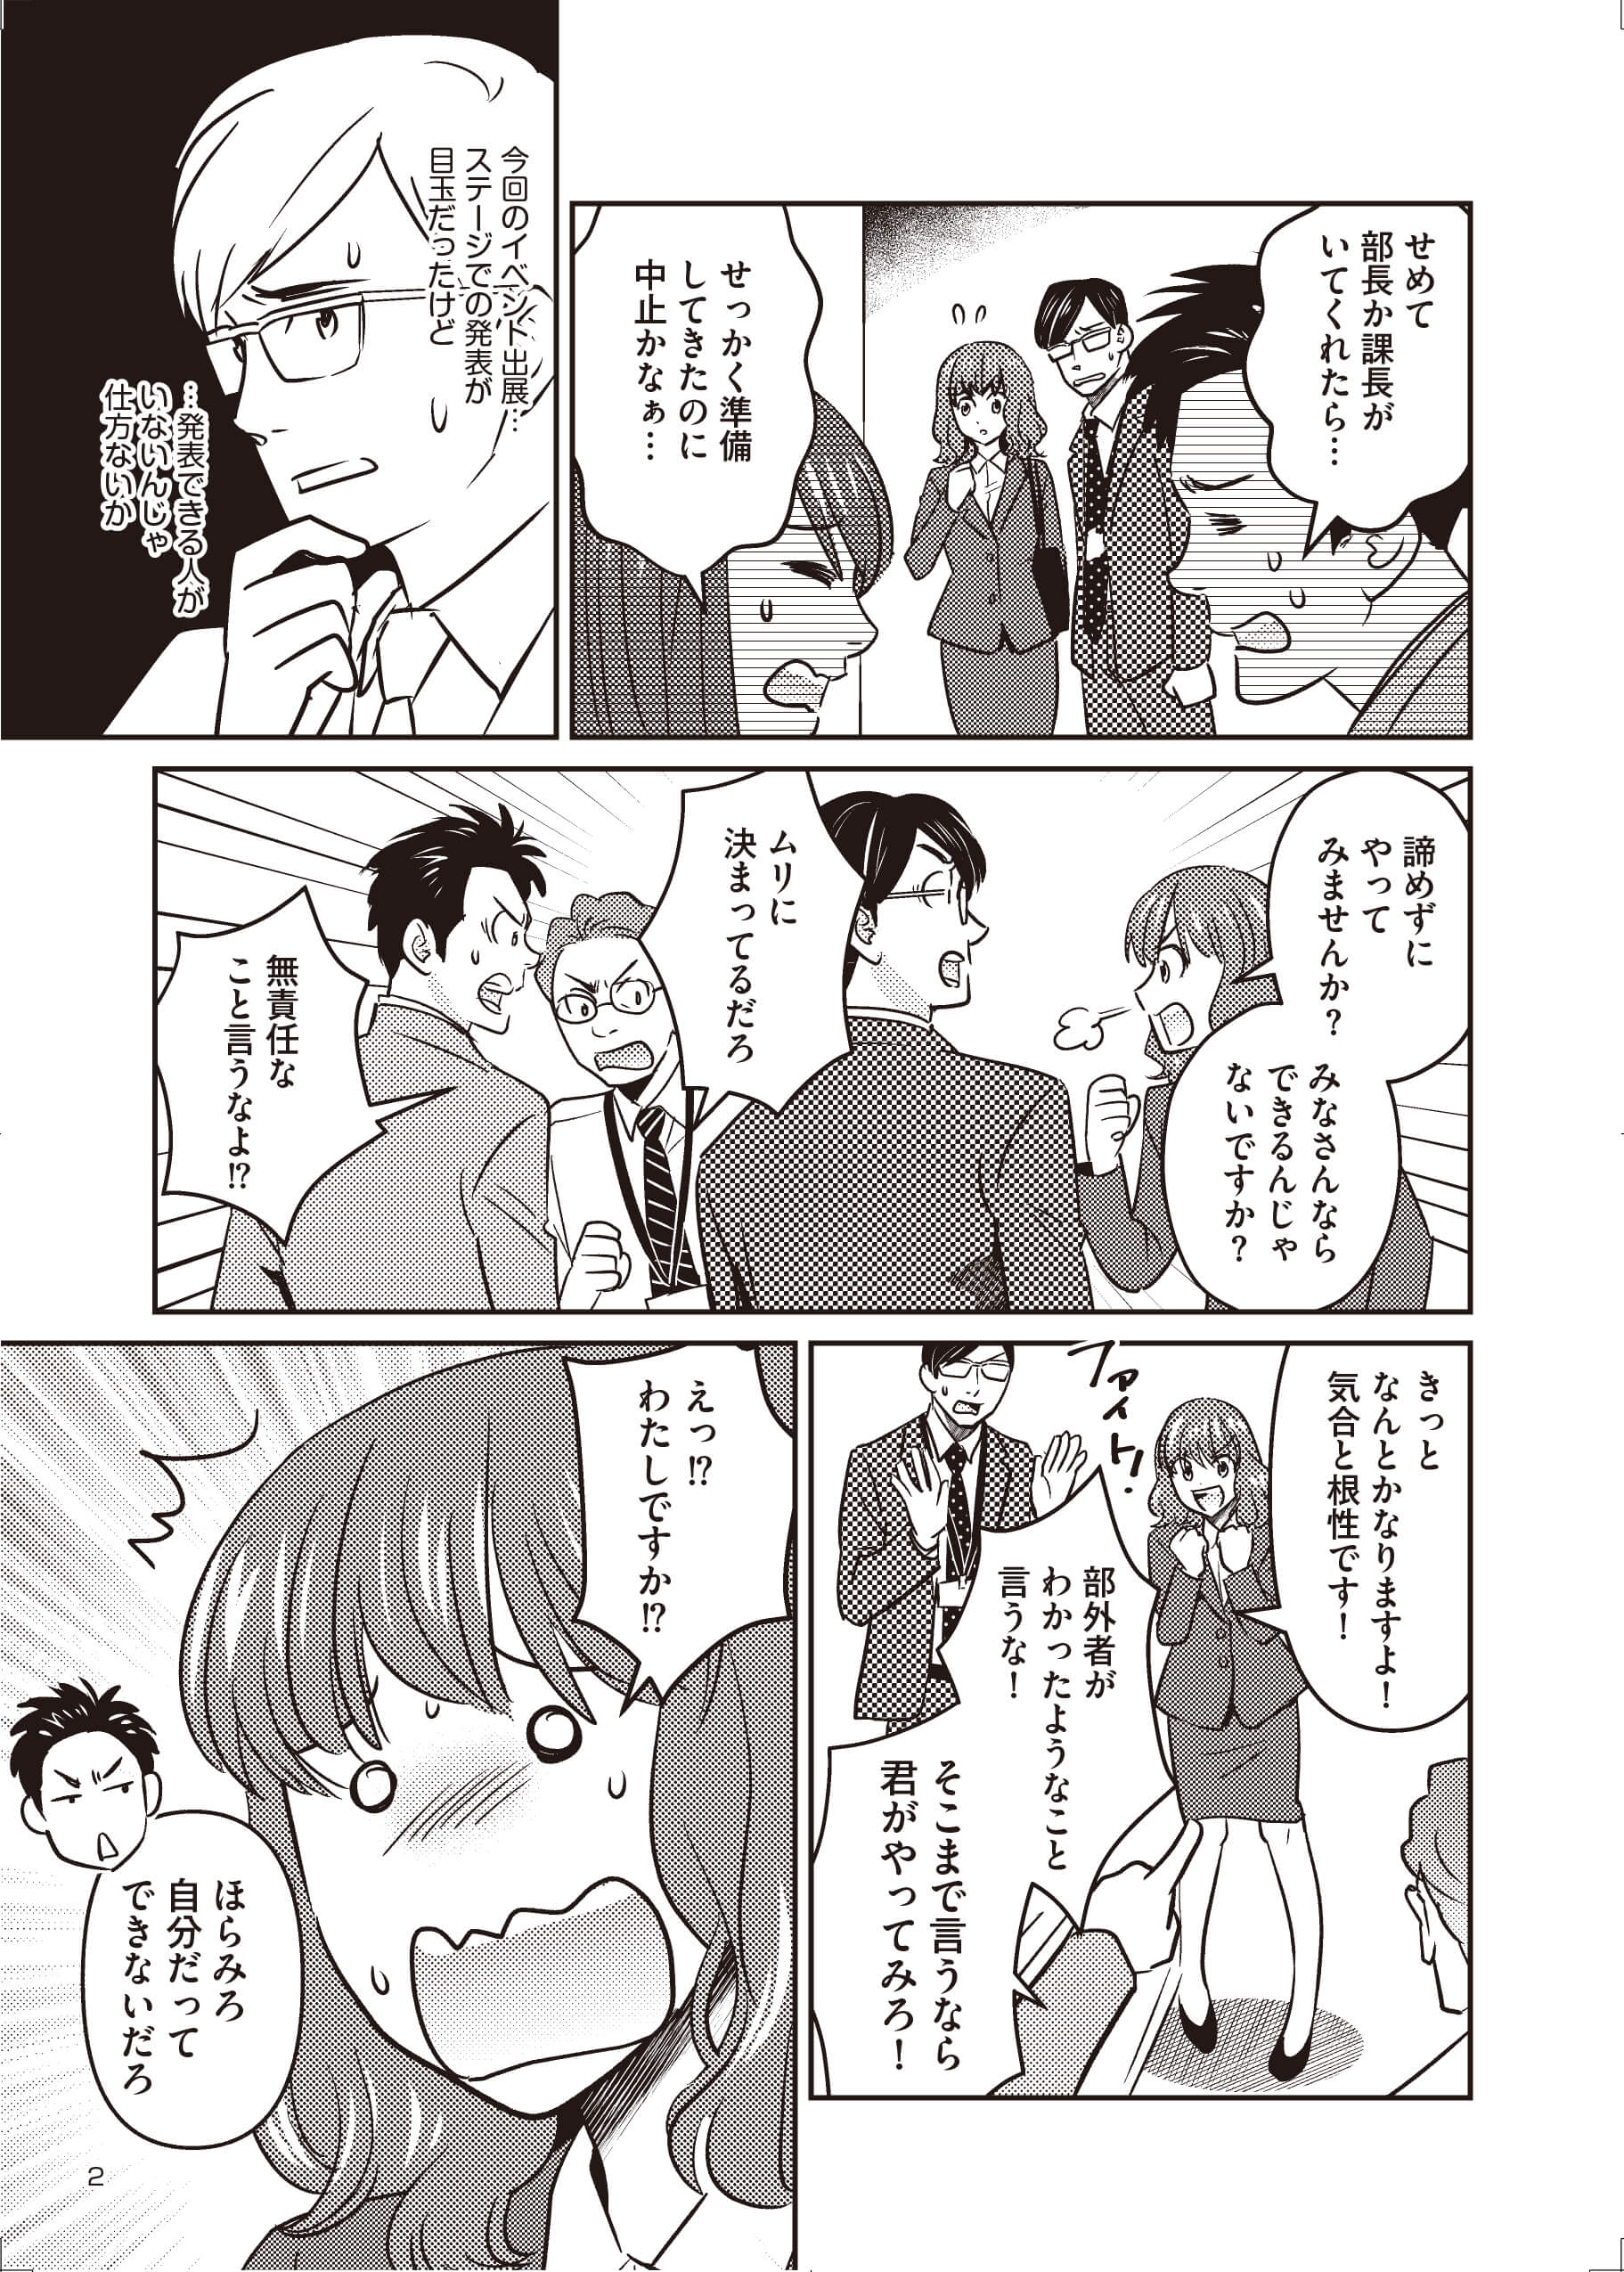 せめて
部長か課長が
いてくれたら…
せっかく準備
してきたのに
中止かなぁ…
今回のイベント出展…
ステージでの発表が
目玉だったけど
…発表できる人が
いないんじゃ
仕方ないか
諦めずに
やって
みませんか?
みなさんなら
できるんじゃ
ないですか?
ムリに
決まってるだろ
無責任な
こと言うなよ!?
きっと
なんとかなりますよ!
気合と根性です!
ファイト!
部外者が
わかったようなこと
言うな!
そこまで言うなら
君がやってみろ!
えっ!?
わたしですか!?
ほらみろ
自分だって
できないだろ
2